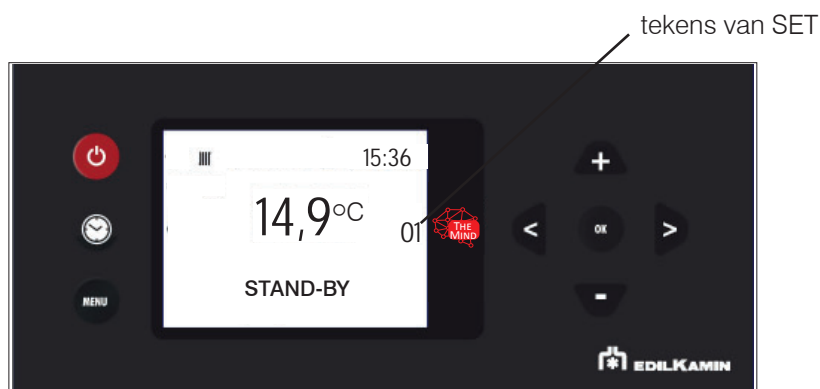 tekens van SET
15:36
14,9°C
01
THE
MIND
STAND-BY
MENU
+
<
OK
>
-
EDILKAMIN